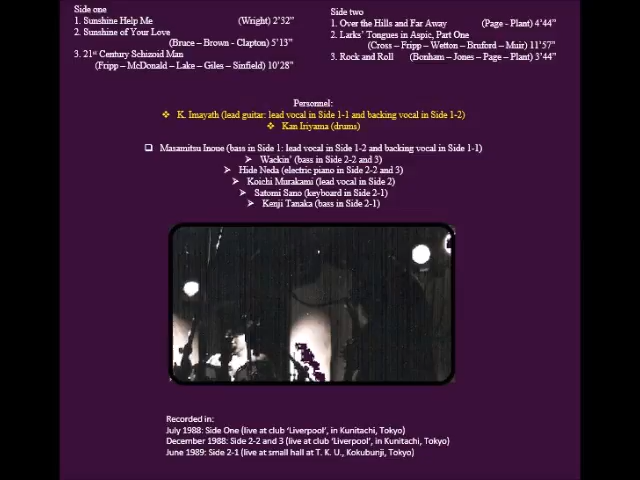 Side one
1. Sunshine Help Me (Wright) 2’32”
2. Sunshine of Your Love
(Bruce – Brown - Clapton) 5’13”
3. 21st Century Schizoid Man
(Fripp – McDonald – Lake – Giles – Sinfield) 10’28”
Side two
1. Over the Hills and Far Away (Page - Plant) 4’44”
2. Larks’ Tongues in Aspic, Part One
(Cross – Fripp – Wetton – Bruford – Muir) 11’57”
3. Rock and Roll (Bonham – Jones – Page – Plant) 3’44”
Personnel:
❖ K. Imayath (lead guitar: lead vocal in Side 1-1 and backing vocal in Side 1-2)
❖ Kan Iriyama (drums)
❑ Masamitsu Inoue (bass in Side 1: lead vocal in Side 1-2 and backing vocal in Side 1-1)
➢ Wackin’ (bass in Side 2-2 and 3)
➢ Hide Neda (electric piano in Side 2-2 and 3)
➢ Koichi Murakami (lead vocal in Side 2)
➢ Satomi Sano (keyboard in Side 2-1)
➢ Kenji Tanaka (bass in Side 2-1)
Recorded in:
July 1988: Side One (live at club ‘Liverpool’, in Kunitachi, Tokyo)
December 1988: Side 2-2 and 3 (live at club ‘Liverpool’, in Kunitachi, Tokyo)
June 1989: Side 2-1 (live at small hall at T. K. U., Kokubunji, Tokyo)